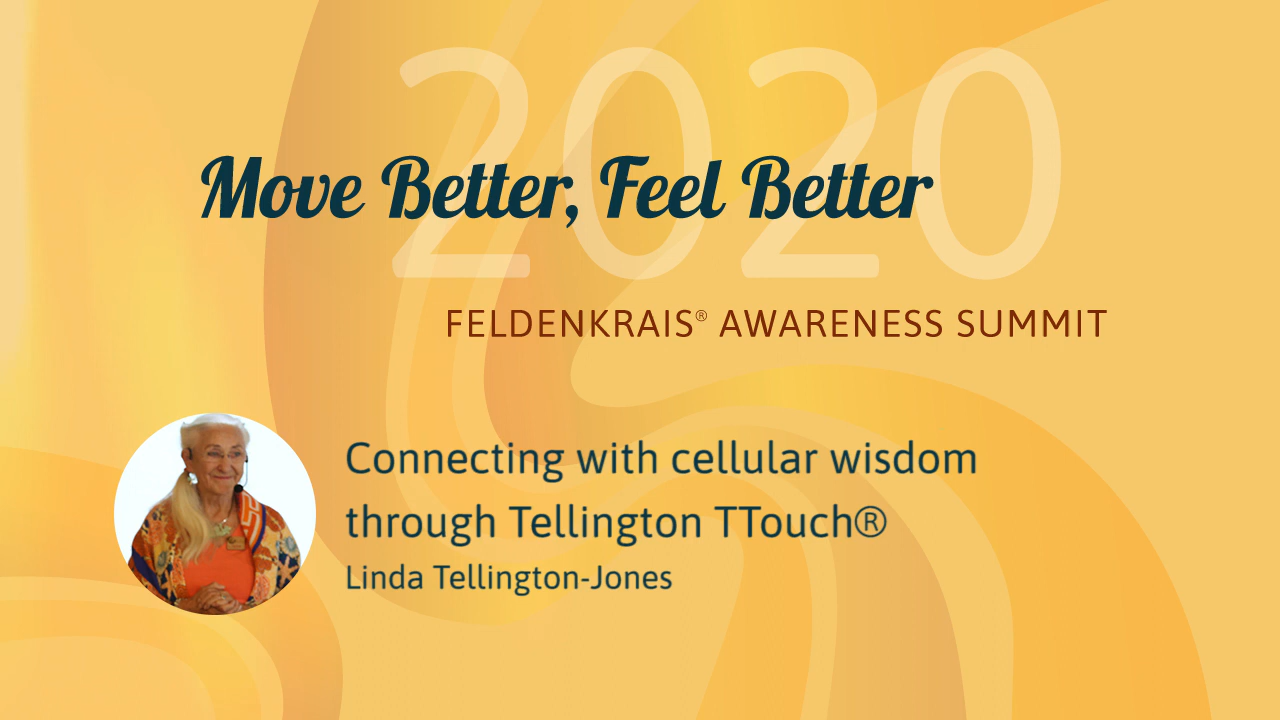 2020
Move Better, Feel Better
FELDENKRAIS® AWARENESS SUMMIT
Connecting with cellular wisdom
through Tellington TTouch®
Linda Tellington-Jones